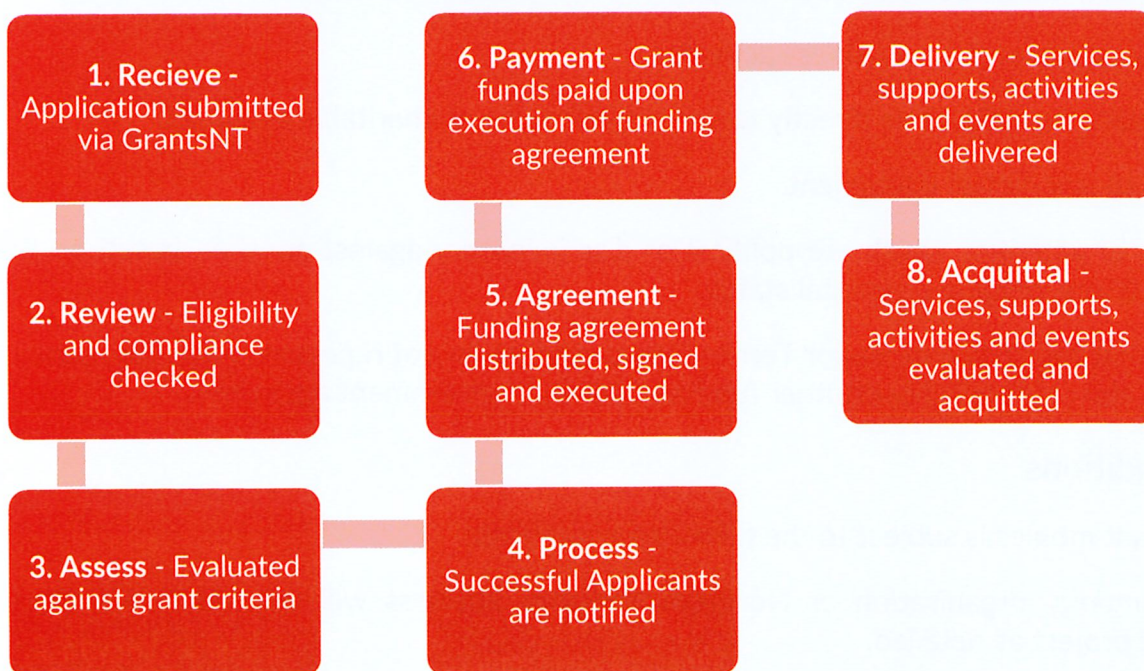 1. Recieve -
Application submitted
via GrantsNT
2. Review - Eligibility
and compliance
checked
3. Assess - Evaluated
against grant criteria
4. Process -
Successful Applicants
are notified
5. Agreement -
Funding agreement
distributed, signed
and executed
6. Payment - Grant
funds paid upon
execution of funding
agreement
7. Delivery - Services,
supports, activities
and events are
delivered
8. Acquittal -
Services, supports,
activities and events
evaluated and
acquitted